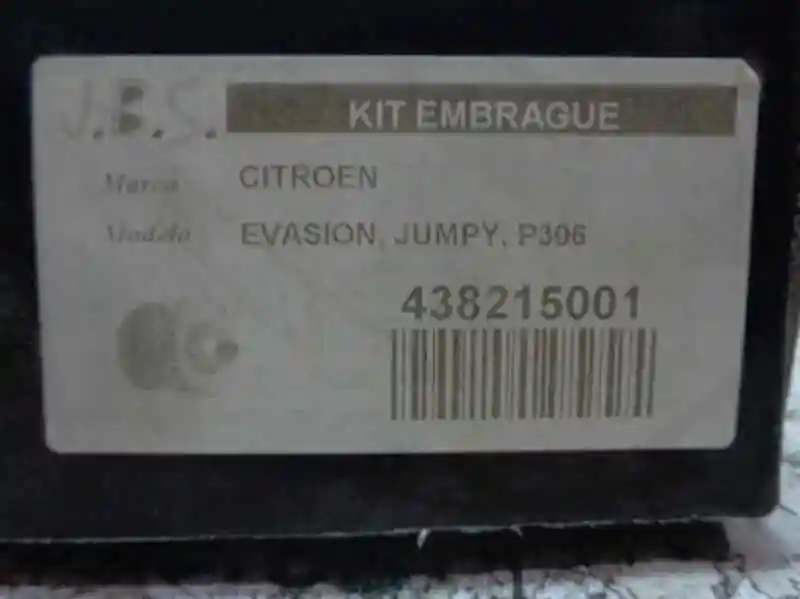 J.B.S.
KIT EMBRAGUE
Marca CITROEN
Modelo EVASION, JUMPY, P306
438215001